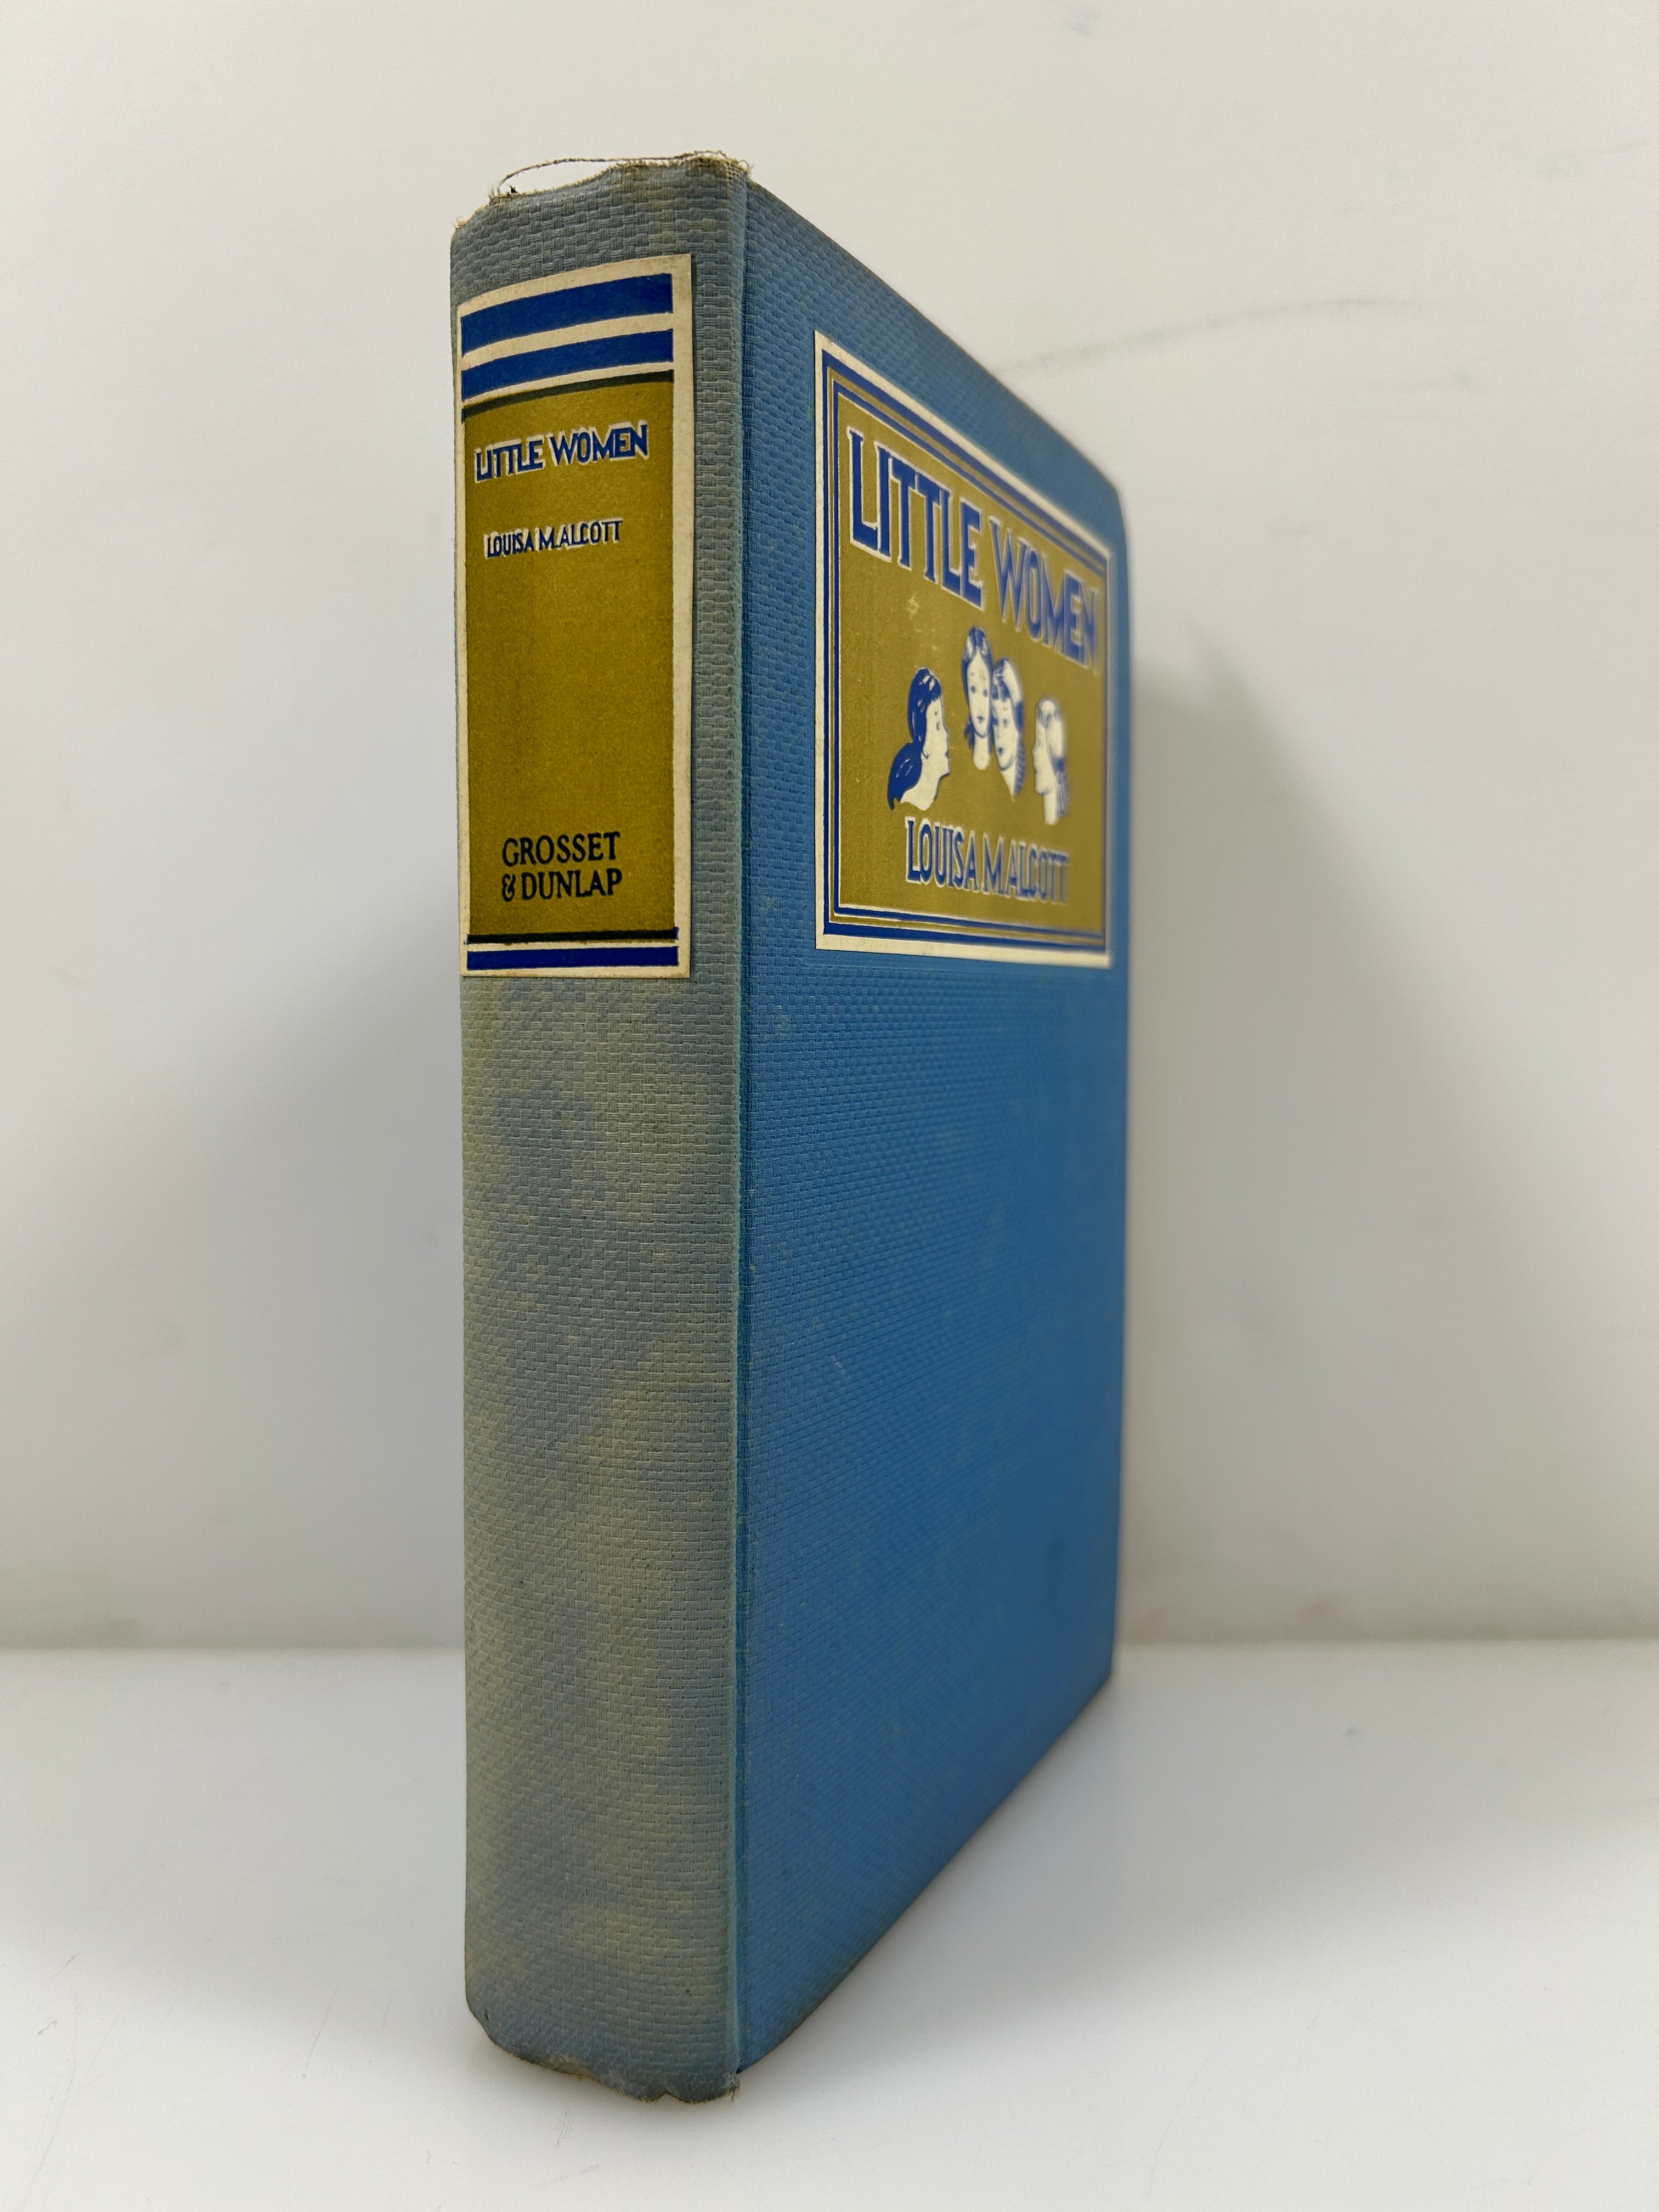 LITTLE WOMEN
LOUISA M. ALCOTT
GROSSET
& DUNLAP
LITTLE WOMEN
LOUISA M. ALCOTT